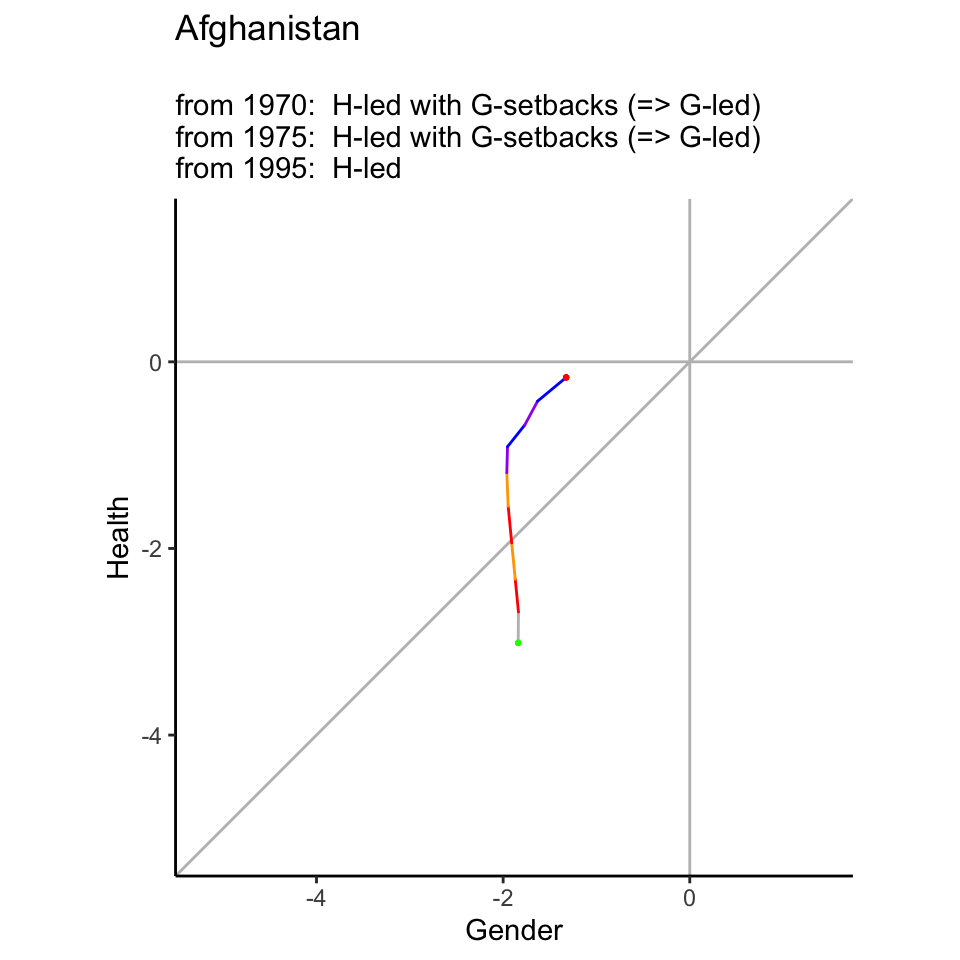 Afghanistan
from 1970:  H-led with G-setbacks (=> G-led)
from 1975:  H-led with G-setbacks (=> G-led)
from 1995:  H-led
0
-2
-4
Health
-4
-2
0
Gender